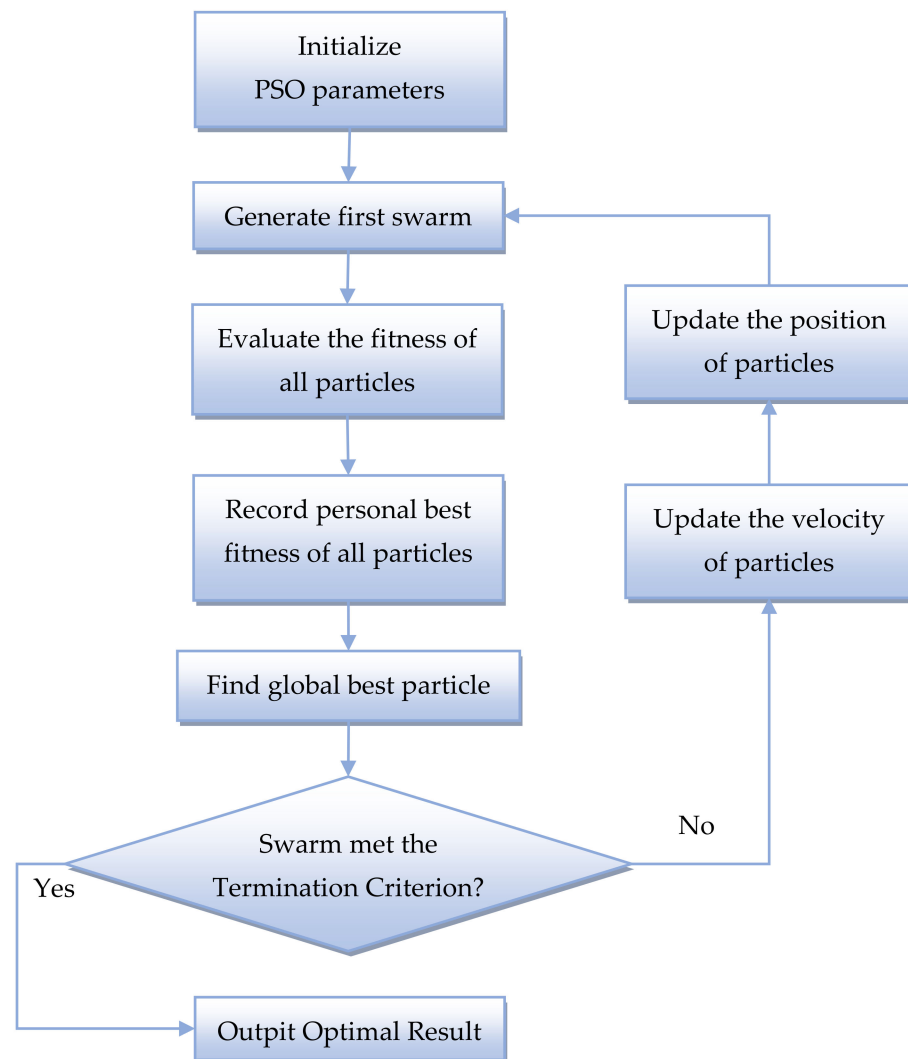 Initialize
PSO parameters
Generate first swarm
Evaluate the fitness of
all particles
Update the position
of particles
Record personal best
fitness of all particles
Update the velocity
of particles
Find global best particle
Swarm met the
Termination Criterion?
No
Yes
Outpit Optimal Result